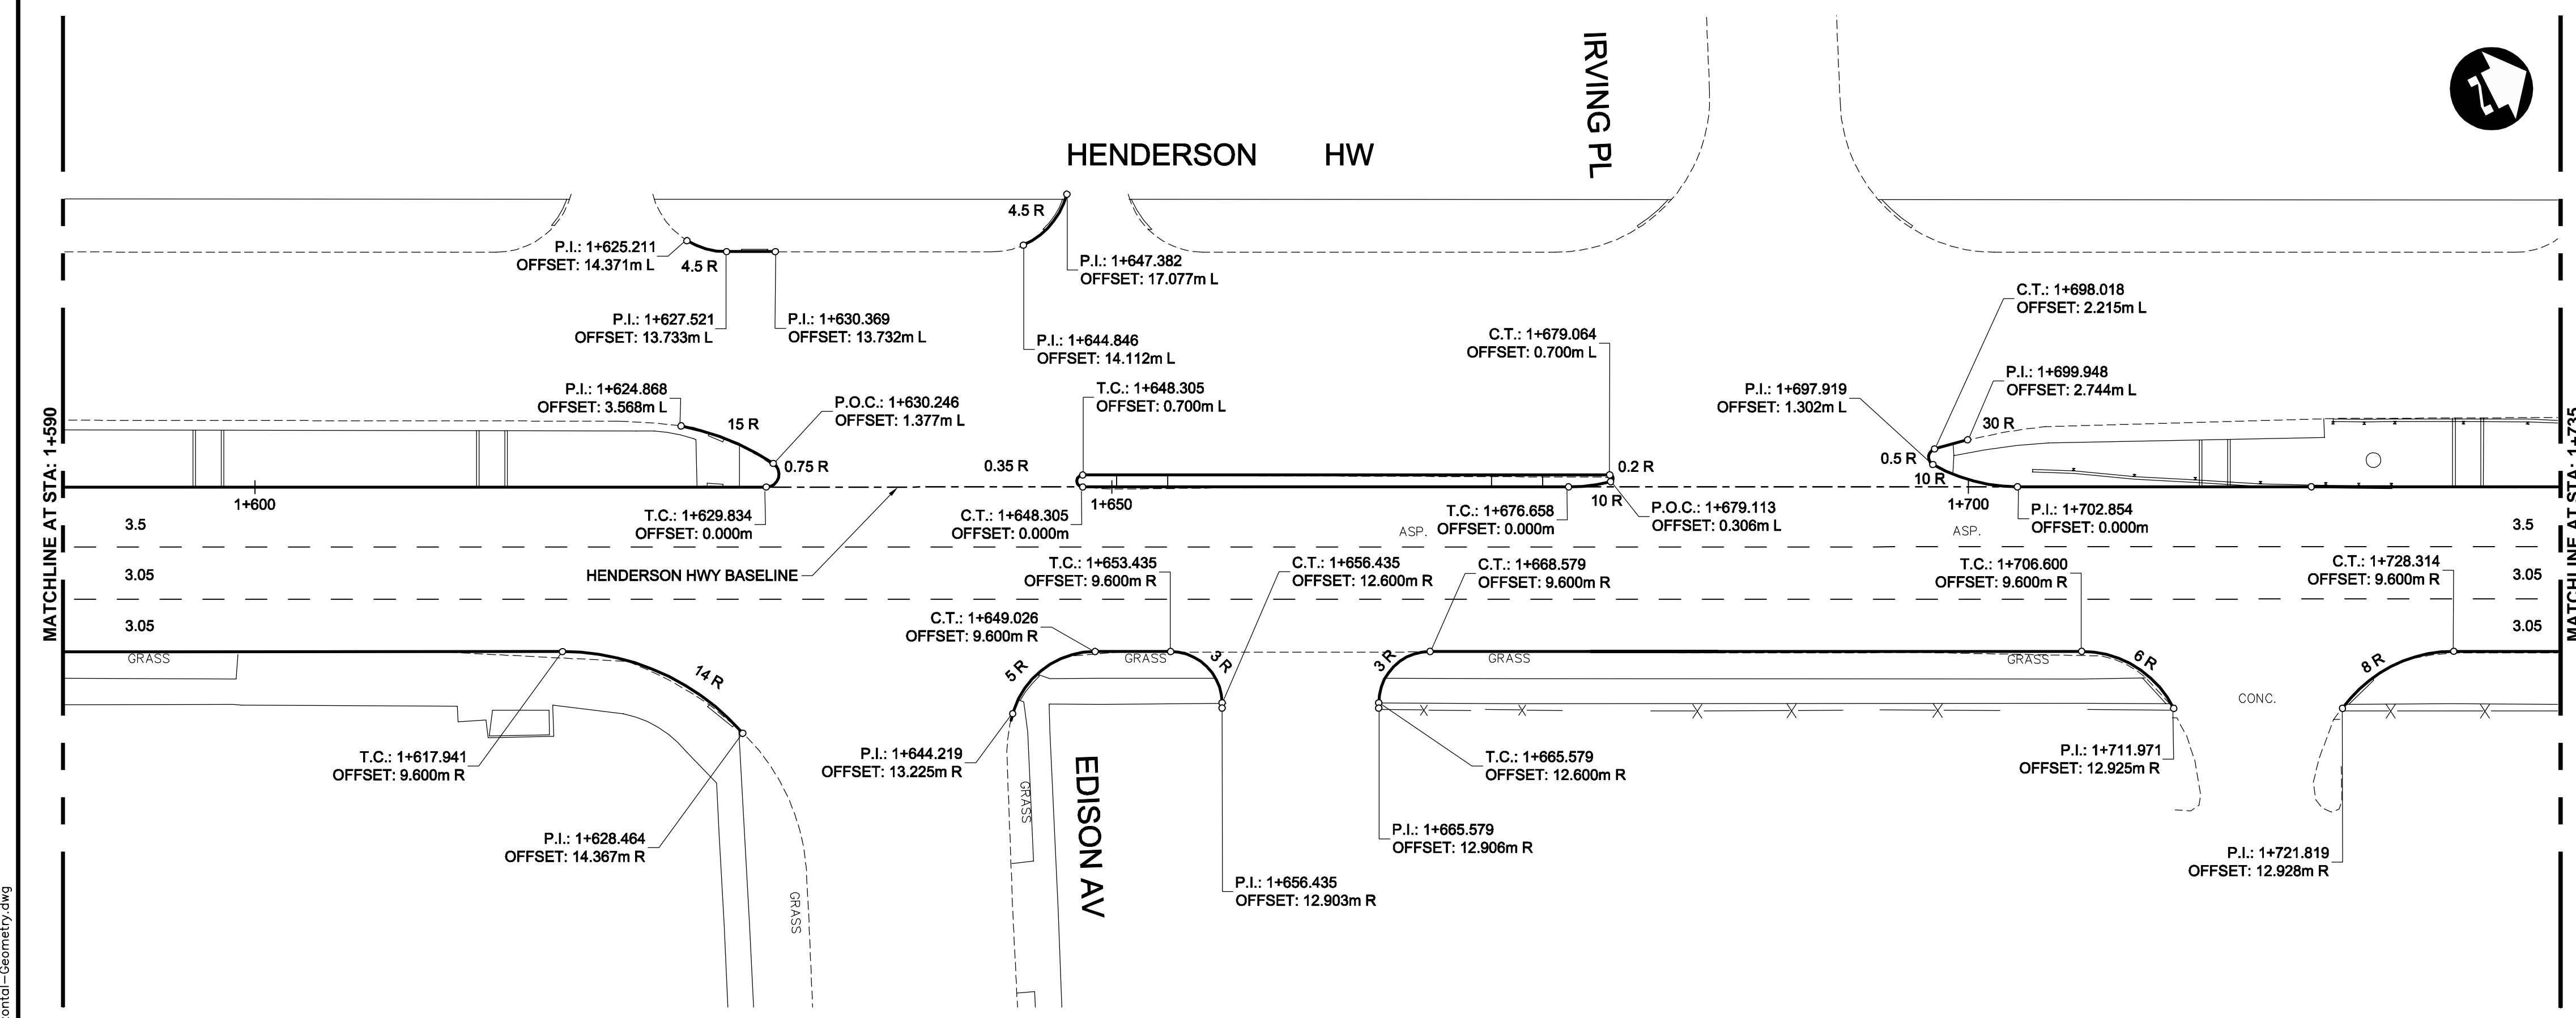 IRVING PL
HENDERSON HW
4.5 R
P.I.: 1+625.211
OFFSET: 14.371m L
4.5 R
P.I.: 1+647.382
OFFSET: 17.077m L
P.I.: 1+627.521
OFFSET: 13.733m L
P.I.: 1+630.369
OFFSET: 13.732m L
P.I.: 1+644.846
OFFSET: 14.112m L
C.T.: 1+679.064
OFFSET: 0.700m L
C.T.: 1+698.018
OFFSET: 2.215m L
P.I.: 1+624.868
OFFSET: 3.568m L
15 R
P.O.C.: 1+630.246
OFFSET: 1.377m L
T.C.: 1+648.305
OFFSET: 0.700m L
P.I.: 1+697.919
OFFSET: 1.302m L
P.I.: 1+699.948
OFFSET: 2.744m L
30 R
0.75 R
0.35 R
0.2 R
0.5 R
10 R
10 R
MATCHLINE AT STA: 1+590
MATCHLINE AT STA: 1+735
1+600
1+650
1+700
3.5
T.C.: 1+629.834
OFFSET: 0.000m
C.T.: 1+648.305
OFFSET: 0.000m
ASP.
T.C.: 1+676.658
OFFSET: 0.000m
P.O.C.: 1+679.113
OFFSET: 0.306m L
ASP.
P.I.: 1+702.854
OFFSET: 0.000m
3.5
3.05
HENDERSON HWY BASELINE
T.C.: 1+653.435
OFFSET: 9.600m R
C.T.: 1+656.435
OFFSET: 12.600m R
C.T.: 1+668.579
OFFSET: 9.600m R
T.C.: 1+706.600
OFFSET: 9.600m R
C.T.: 1+728.314
OFFSET: 9.600m R
3.05
3.05
C.T.: 1+649.026
OFFSET: 9.600m R
3.05
GRASS
14 R
5 R
GRASS
3 R
3 R
GRASS
GRASS
6 R
8 R
CONC.
T.C.: 1+617.941
OFFSET: 9.600m R
P.I.: 1+644.219
OFFSET: 13.225m R
T.C.: 1+665.579
OFFSET: 12.600m R
P.I.: 1+711.971
OFFSET: 12.925m R
GRASS
EDISON AV
P.I.: 1+628.464
OFFSET: 14.367m R
P.I.: 1+665.579
OFFSET: 12.906m R
P.I.: 1+721.819
OFFSET: 12.928m R
GRASS
P.I.: 1+656.435
OFFSET: 12.903m R
ontal-Geometry.dwg